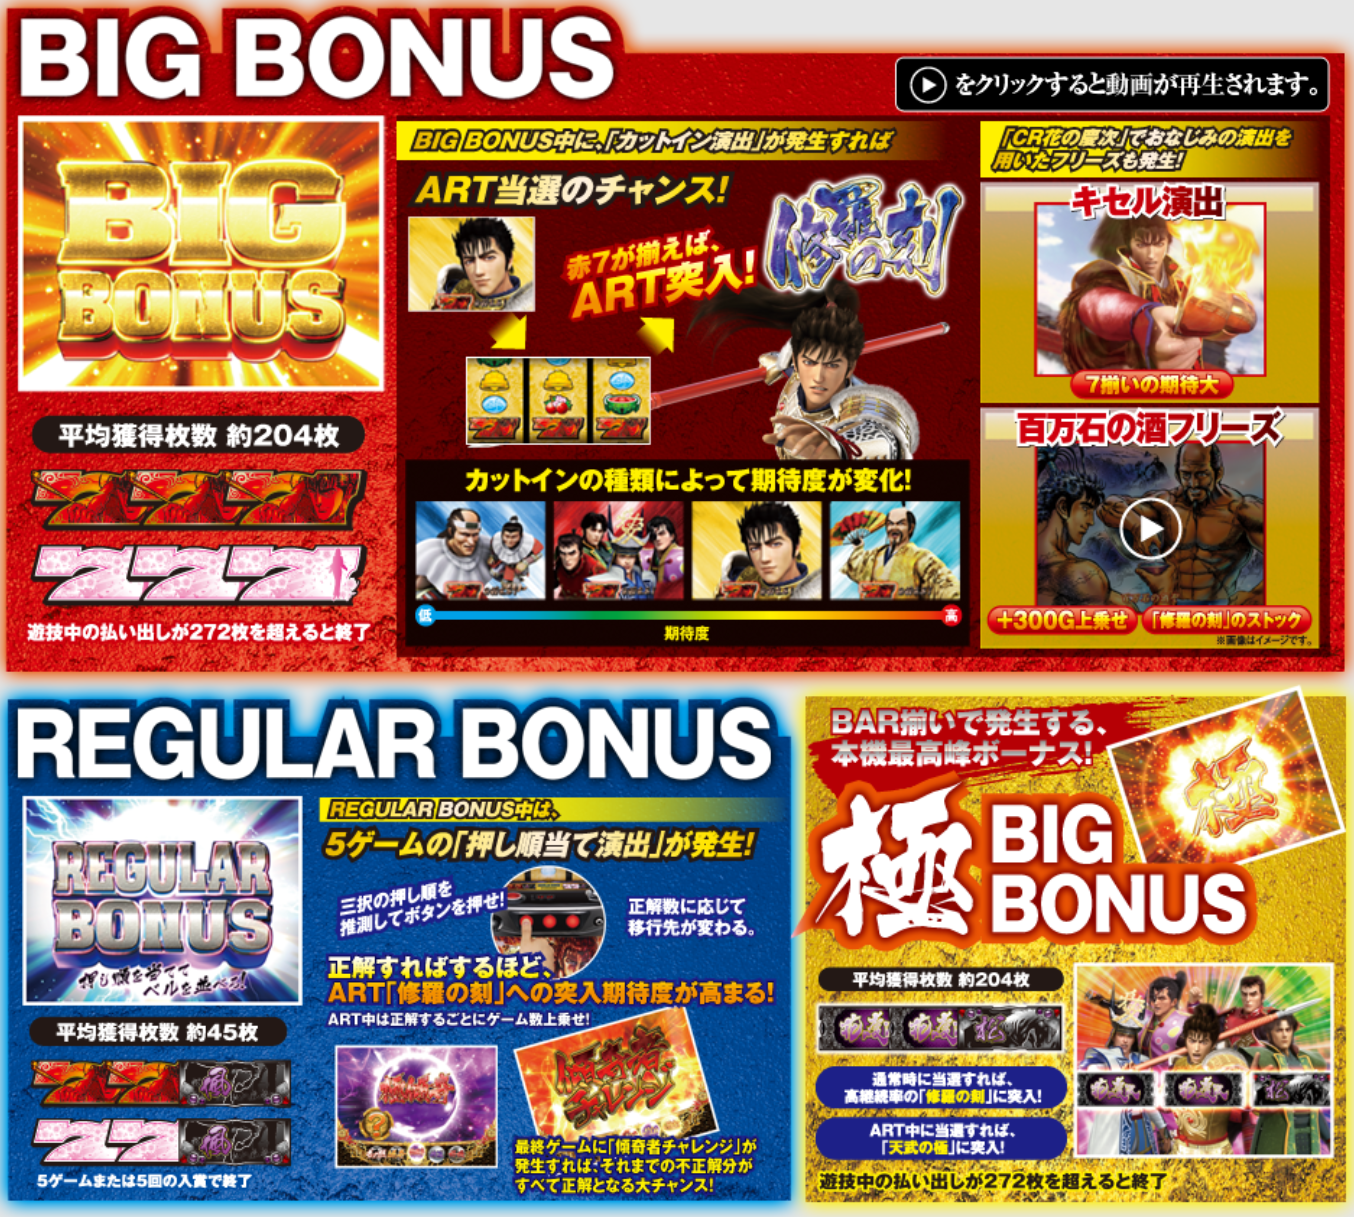 BIG BONUS
をクリックすると動画が再生されます。
BIG
BONUS
平均獲得枚数 約204枚
777
777
遊技中の払い出しが272枚を超えると終了
BIG BONUS中に、「カットイン演出」が発生すれば
ART当選のチャンス!
赤7が揃えば、
ART突入!
修羅の刻
カットインの種類によって期待度が変化!
低
高
期待度
「CR花の慶次」でおなじみの演出を
用いたフリーズも発生!
キセル演出
7揃いの期待大
百万石の酒フリーズ
+300G上乗せ
「修羅の刻」のストック
※画像はイメージです。
REGULAR BONUS
REGULAR
BONUS
押し順を当てて
ベルを並べろ!
平均獲得枚数 約45枚
77
77
5ゲームまたは5回の入賞で終了
REGULAR BONUS中は、
5ゲームの「押し順当て演出」が発生!
三択の押し順を
推測してボタンを押せ!
正解数に応じて
移行先が変わる。
正解すればするほど、
ART「修羅の刻」への突入期待度が高まる!
ART中は正解するごとにゲーム数上乗せ!
傾奇者
チャレンジ
最終ゲームに「傾奇者チャレンジ」が
発生すれば、それまでの不正解分が
すべて正解となる大チャンス!
BAR揃いで発生する、
本機最高峰ボーナス!
極
極
BIG
BONUS
平均獲得枚数 約204枚
通常時に当選すれば、
高継続率の「修羅の刻」に突入!
ART中に当選すれば、
「天武の極」に突入!
遊技中の払い出しが272枚を超えると終了